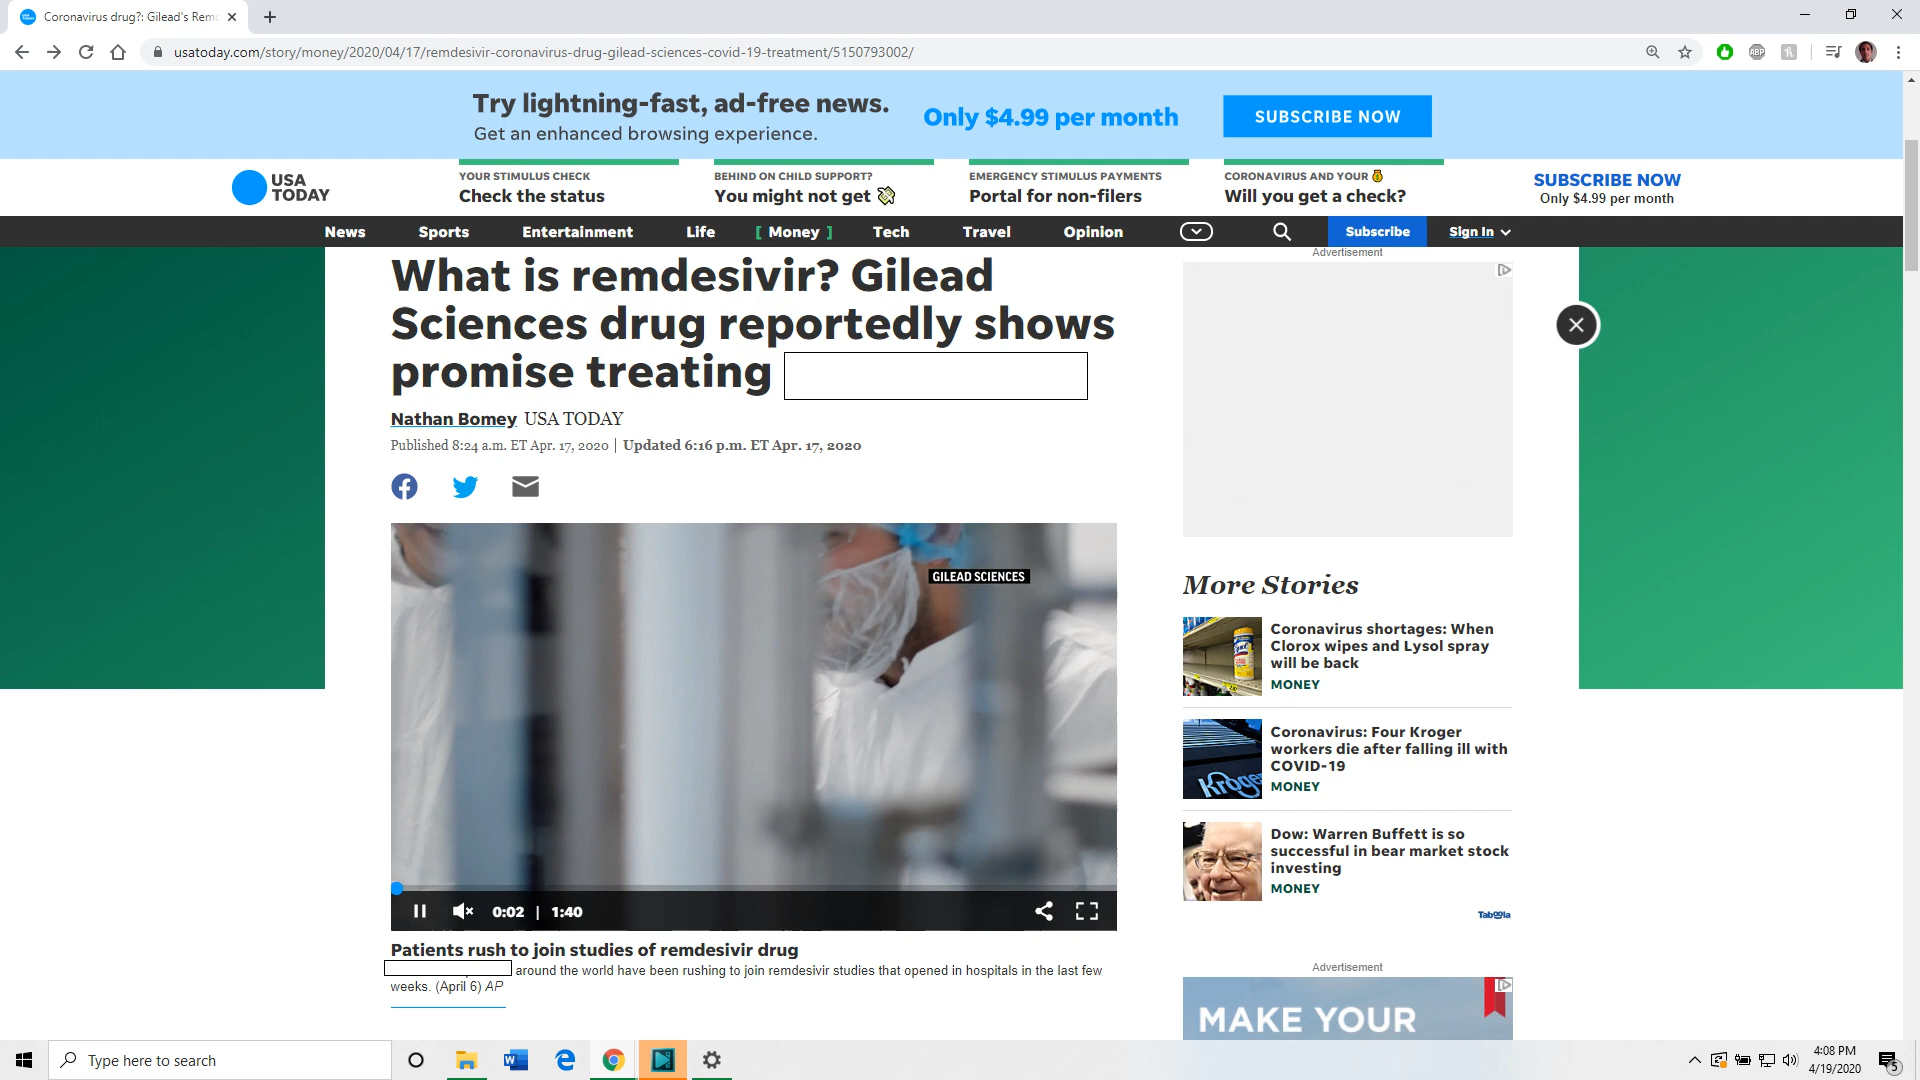 Coronavirus drug?: Gilead's Rem
usatoday.com/story/money/2020/04/17/remdesivir-coronavirus-drug-gilead-sciences-covid-19-treatment/5150793002/
ABP
Try lightning-fast, ad-free news.
Get an enhanced browsing experience.
Only $4.99 per month
SUBSCRIBE NOW
USA
TODAY
YOUR STIMULUS CHECK
Check the status
BEHIND ON CHILD SUPPORT?
You might not get
EMERGENCY STIMULUS PAYMENTS
Portal for non-filers
CORONAVIRUS AND YOUR
Will you get a check?
SUBSCRIBE NOW
Only $4.99 per month
News Sports Entertainment Life [ Money ] Tech Travel Opinion Subscribe Sign In
What is remdesivir? Gilead
Sciences drug reportedly shows
promise treating
Nathan Bomey USA TODAY
Published 8:24 a.m. ET Apr. 17, 2020 | Updated 6:16 p.m. ET Apr. 17, 2020
GILEAD SCIENCES
0:02 | 1:40
Patients rush to join studies of remdesivir drug
around the world have been rushing to join remdesivir studies that opened in hospitals in the last few
weeks. (April 6) AP
Advertisement
More Stories
Coronavirus shortages: When
Clorox wipes and Lysol spray
will be back
MONEY
Coronavirus: Four Kroger
workers die after falling ill with
COVID-19
MONEY
Kroger
Dow: Warren Buffett is so
successful in bear market stock
investing
MONEY
Taboola
Advertisement
MAKE YOUR
Type here to search
4:08 PM
4/19/2020
5